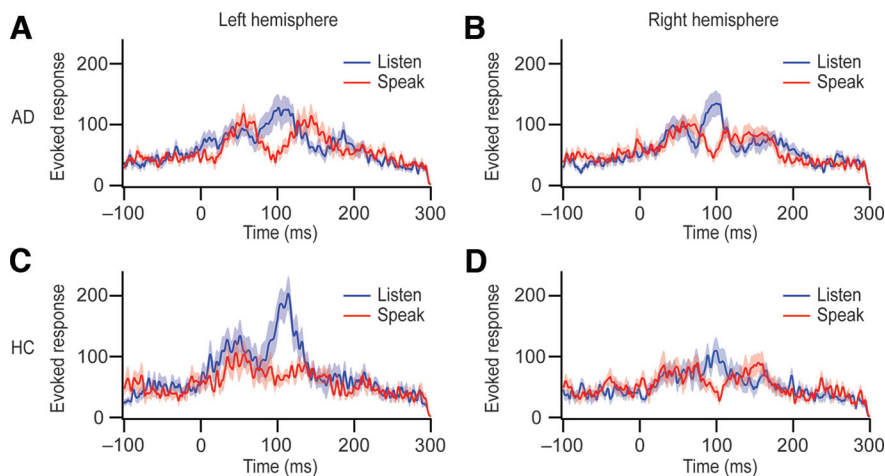 A
Left hemisphere
B
Right hemisphere
AD
Evoked response
200
100
0
Listen
Speak
–100
0
100
200
300
Time (ms)
Evoked response
200
100
0
Listen
Speak
–100
0
100
200
300
Time (ms)
C
D
HC
Evoked response
200
100
0
Listen
Speak
–100
0
100
200
300
Time (ms)
Evoked response
200
100
0
Listen
Speak
–100
0
100
200
300
Time (ms)